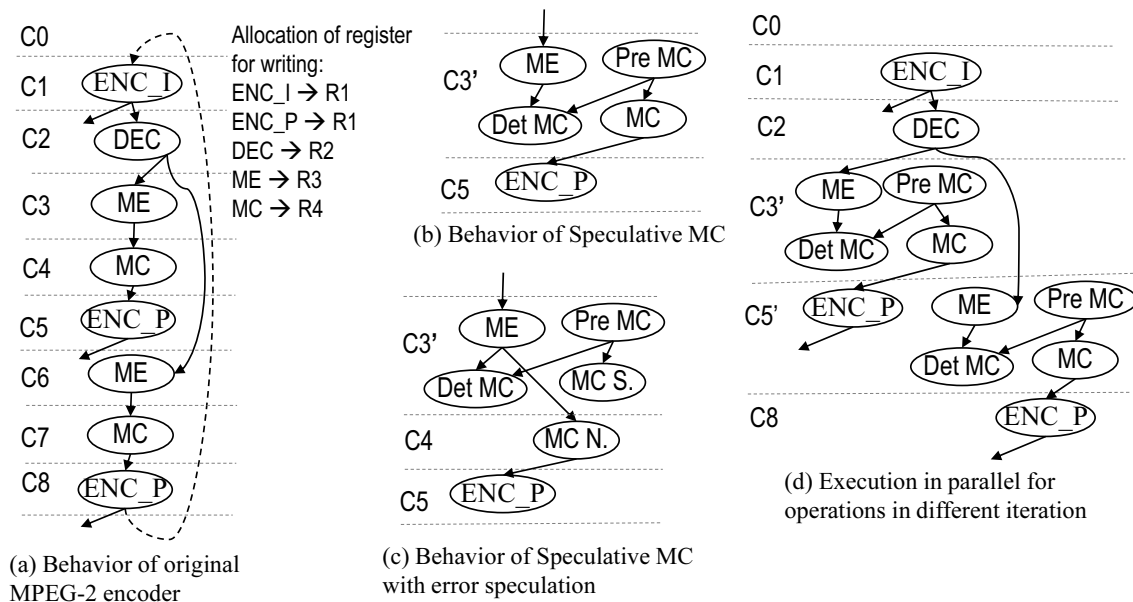 C0
C1
ENC_I
C2
DEC
C3
ME
C4
MC
C5
ENC_P
C6
ME
C7
MC
C8
ENC_P
(a) Behavior of original
MPEG-2 encoder
Allocation of register
for writing:
ENC_I → R1
ENC_P → R1
DEC → R2
ME → R3
MC → R4
C3'
ME
Pre MC
Det MC
MC
C5
ENC_P
(b) Behavior of Speculative MC
C3'
ME
Pre MC
Det MC
MC S.
C4
MC N.
C5
ENC_P
(c) Behavior of Speculative MC
with error speculation
C0
C1
ENC_I
C2
DEC
C3'
ME
Pre MC
Det MC
MC
C5'
ENC_P
ME
Pre MC
Det MC
MC
C8
ENC_P
(d) Execution in parallel for
operations in different iteration